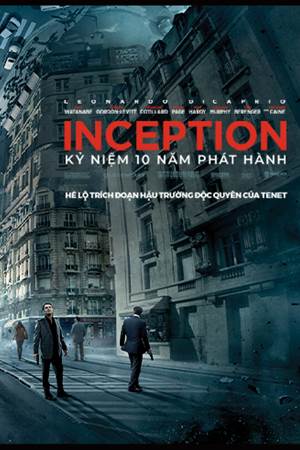 LEONARDO DICAPRIO
WATANABE GORDON-LEVITT COTILLARD PAGE HARDY MURPHY BERENGER CAINE
INCEPTION
KỶ NIỆM 10 NĂM PHÁT HÀNH
HÉ LỘ TRÍCH ĐOẠN HẬU TRƯỜNG ĐỘC QUYỀN CỦA TENET